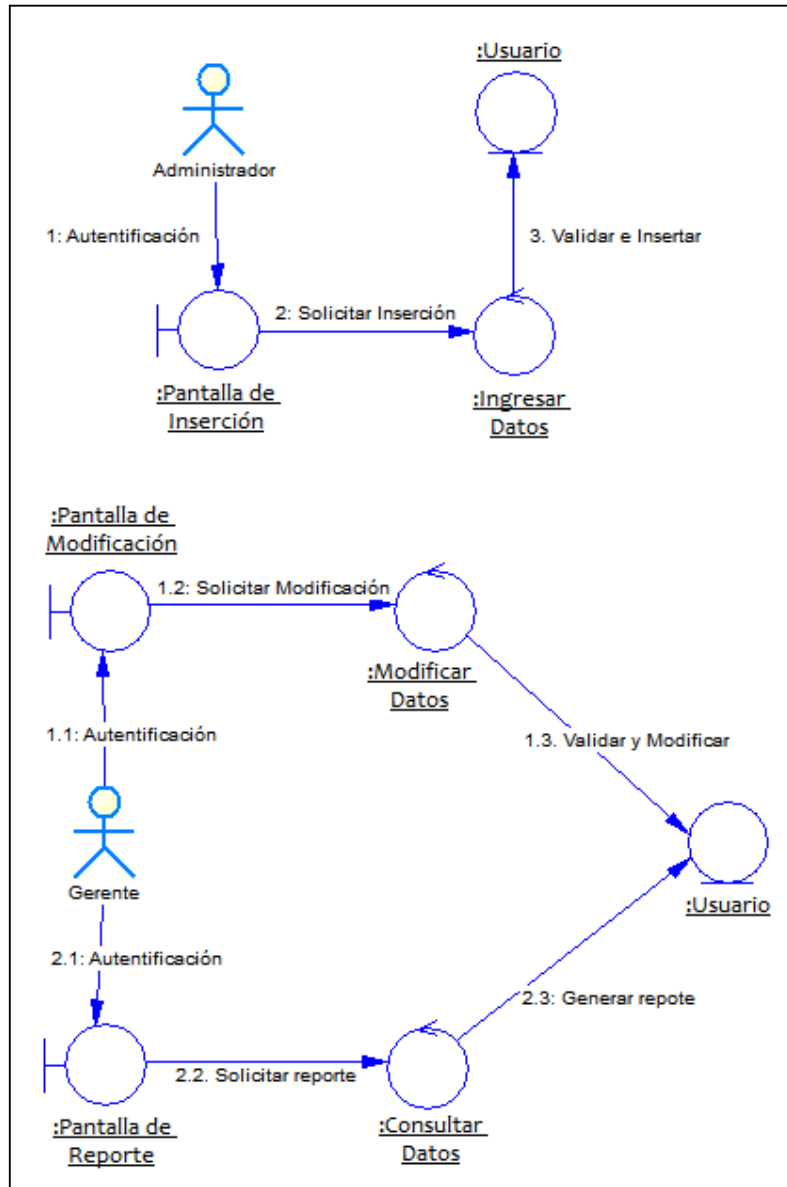 :Usuario
Administrador
1: Autentificación
3. Validar e Insertar
2: Solicitar Inserción
:Pantalla de
Inserción
:Ingresar
Datos
:Pantalla de
Modificación
1.2: Solicitar Modificación
:Modificar
Datos
1.1: Autentificación
1.3. Validar y Modificar
Gerente
:Usuario
2.1: Autentificación
2.3: Generar repote
2.2. Solicitar reporte
:Pantalla de
Reporte
:Consultar
Datos